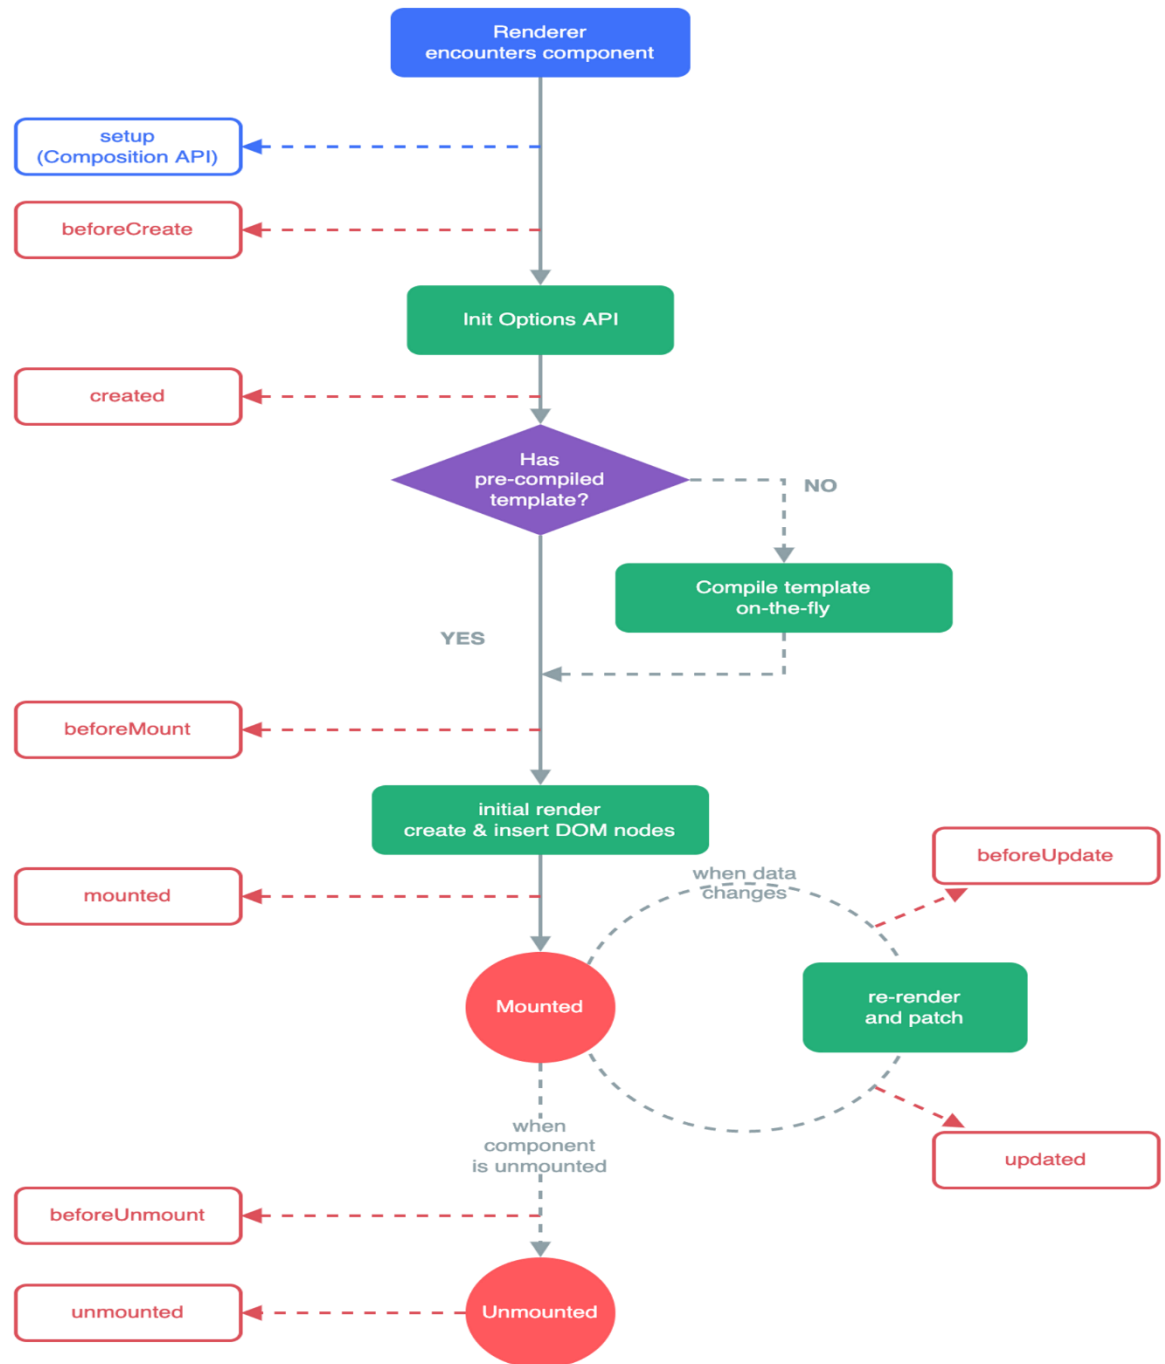 Renderer
encounters component
setup
(Composition API)
beforeCreate
Init Options API
created
Has
pre-compiled
template?
NO
Compile template
on-the-fly
YES
beforeMount
initial render
create & insert DOM nodes
mounted
when data
changes
beforeUpdate
Mounted
re-render
and patch
when
component
is unmounted
updated
beforeUnmount
unmounted
Unmounted